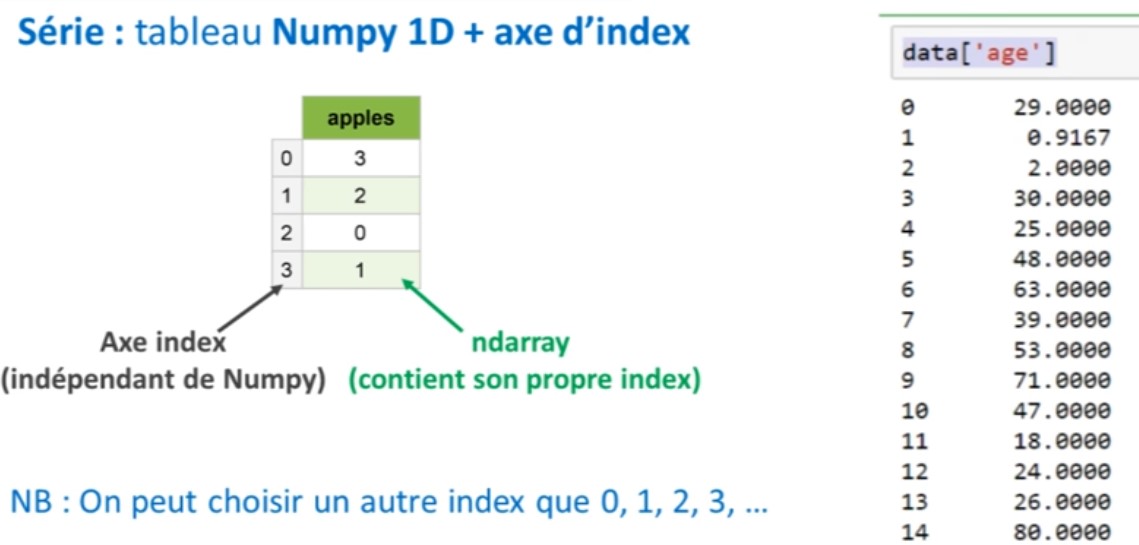 Série : tableau Numpy 1D + axe d’index
apples
0 3
1 2
2 0
3 1
Axe index
(indépendant de Numpy)
ndarray
(contient son propre index)
NB : On peut choisir un autre index que 0, 1, 2, 3, ...
data['age']
0 29.0000
1 0.9167
2 2.0000
3 30.0000
4 25.0000
5 48.0000
6 63.0000
7 39.0000
8 53.0000
9 71.0000
10 47.0000
11 18.0000
12 24.0000
13 26.0000
14 80.0000